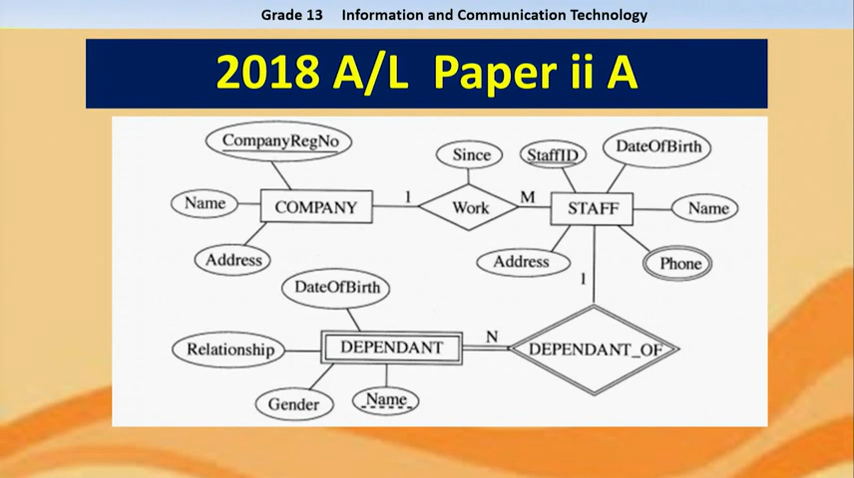 Grade 13 Information and Communication Technology
2018 A/L Paper ii A
CompanyRegNo
Since
StaffID
DateOfBirth
Name
COMPANY
1
Work
M
STAFF
Name
Address
Address
Phone
1
DateOfBirth
Relationship
DEPENDANT
N
DEPENDANT_OF
Gender
Name